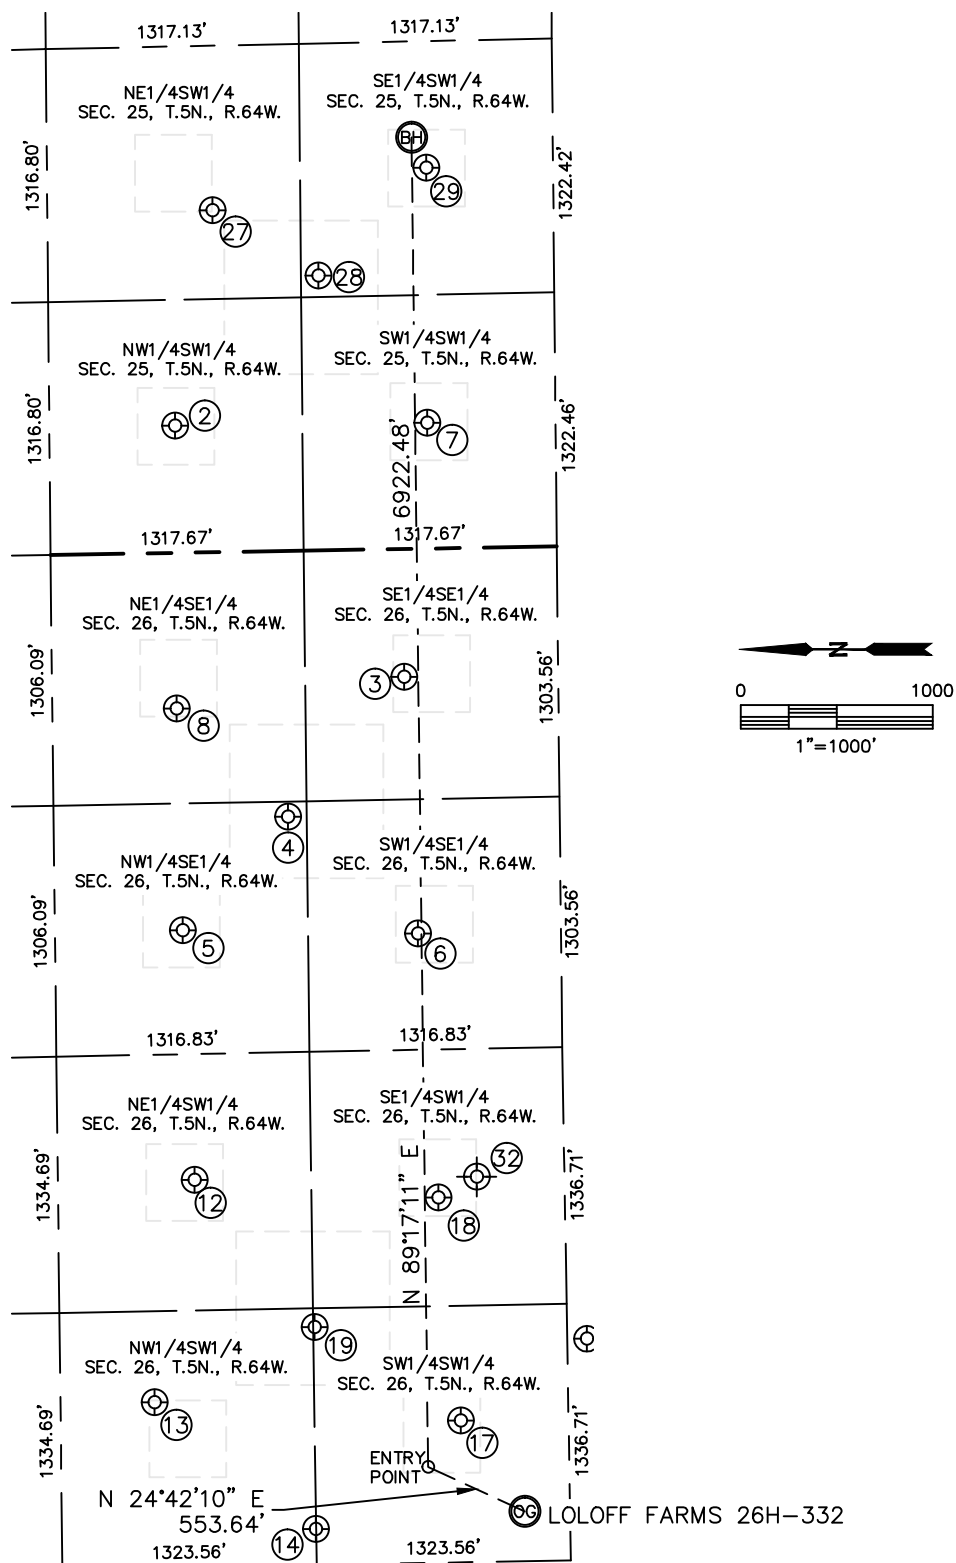 1317.13'
1317.13'
NE1/4SW1/4
SEC. 25, T.5N., R.64W.
SE1/4SW1/4
SEC. 25, T.5N., R.64W.
BH
1316.80'
1322.42'
29
27
28
NW1/4SW1/4
SEC. 25, T.5N., R.64W.
SW1/4SW1/4
SEC. 25, T.5N., R.64W.
1316.80'
2
7
1322.46'
6922.48'
1317.67'
1317.67'
NE1/4SE1/4
SEC. 26, T.5N., R.64W.
SE1/4SE1/4
SEC. 26, T.5N., R.64W.
1306.09'
3
8
1303.56'
N
0
1000
1"=1000'
4
NW1/4SE1/4
SEC. 26, T.5N., R.64W.
SW1/4SE1/4
SEC. 26, T.5N., R.64W.
1306.09'
5
6
1303.56'
1316.83'
1316.83'
NE1/4SW1/4
SEC. 26, T.5N., R.64W.
SE1/4SW1/4
SEC. 26, T.5N., R.64W.
1334.69'
12
32
18
1336.71'
N 89°17'11" E
19
NW1/4SW1/4
SEC. 26, T.5N., R.64W.
SW1/4SW1/4
SEC. 26, T.5N., R.64W.
1334.69'
13
17
1336.71'
ENTRY
POINT
N 24°42'10" E
553.64'
OG
LOLOFF FARMS 26H-332
14
1323.56'
1323.56'